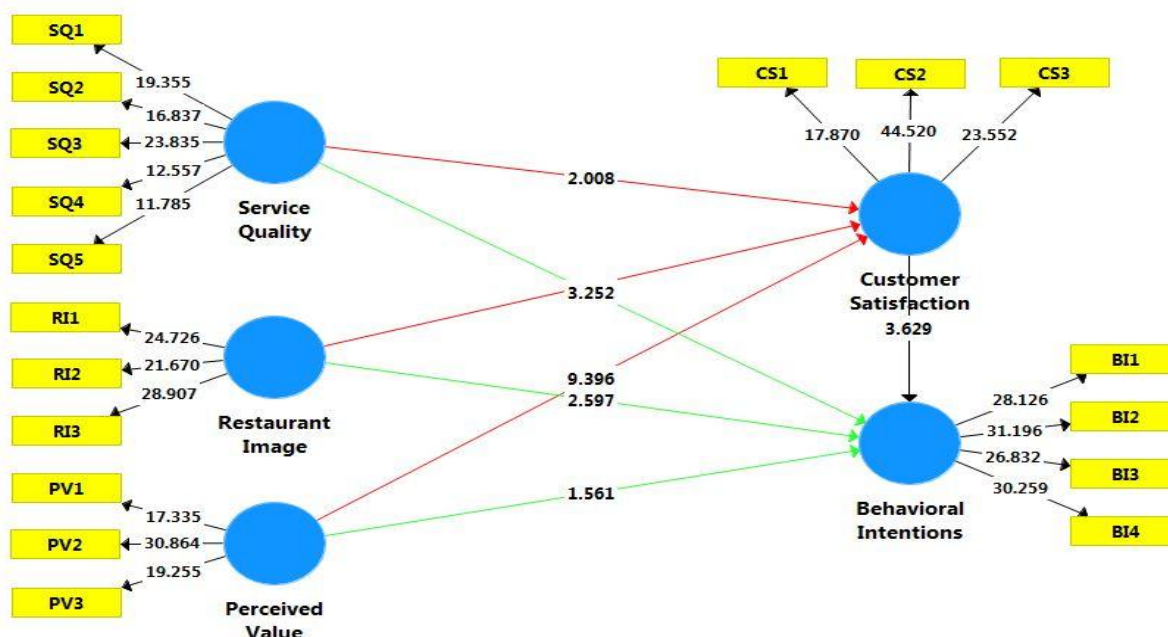 SQ1
SQ2
SQ3
SQ4
SQ5
19.355
16.837
23.835
12.557
11.785
Service
Quality
RI1
RI2
RI3
24.726
21.670
28.907
Restaurant
Image
PV1
PV2
PV3
17.335
30.864
19.255
Perceived
Value
2.008
3.252
9.396
2.597
1.561
CS1
CS2
CS3
17.870
44.520
23.552
Customer
Satisfaction
3.629
BI1
BI2
BI3
BI4
28.126
31.196
26.832
30.259
Behavioral
Intentions